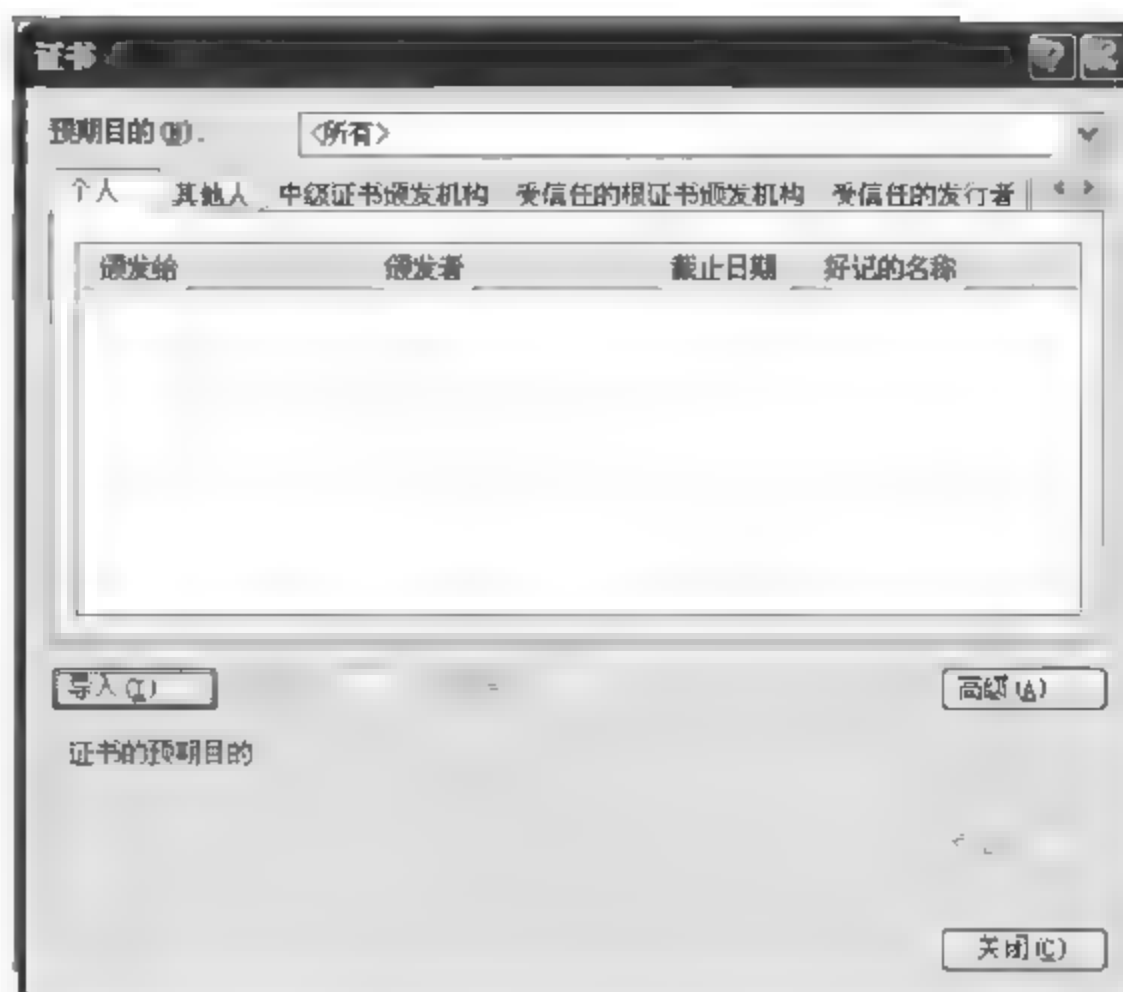 证书
预期目的(N).
<所有>
个人 其他人 中级证书颁发机构 受信任的根证书颁发机构 受信任的发行者
颁发给 颁发者 截止日期 好记的名称
导入(I) 高级(A)
证书的预期目的
关闭(C)